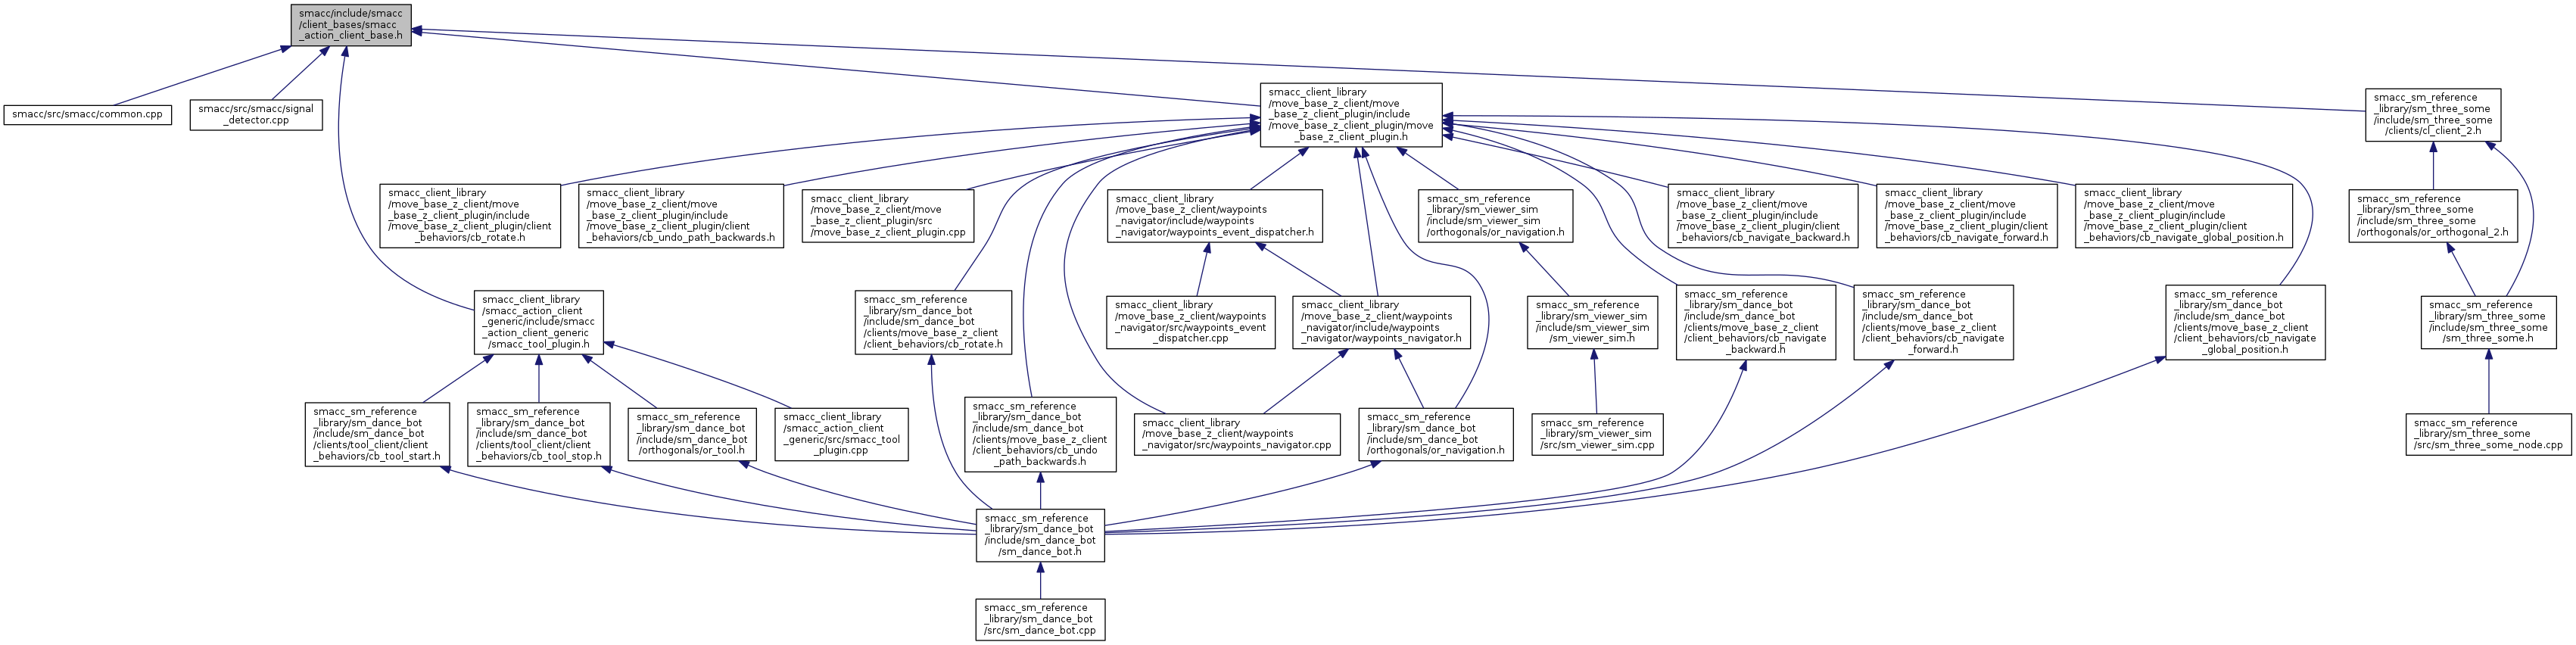 smacc/include/smacc
/client_bases/smacc
_action_client_base.h
smacc/src/smacc/common.cpp
smacc/src/smacc/signal
_detector.cpp
smacc_client_library
/move_base_z_client/move
_base_z_client_plugin/include
/move_base_z_client_plugin/move
_base_z_client_plugin.h
smacc_sm_reference
_library/sm_three_some
/include/sm_three_some
/clients/cl_client_2.h
smacc_client_library
/move_base_z_client/move
_base_z_client_plugin/include
/move_base_z_client_plugin/client
_behaviors/cb_rotate.h
smacc_client_library
/move_base_z_client/move
_base_z_client_plugin/include
/move_base_z_client_plugin/client
_behaviors/cb_undo_path_backwards.h
smacc_client_library
/move_base_z_client/move
_base_z_client_plugin/src
/move_base_z_client_plugin.cpp
smacc_client_library
/move_base_z_client/waypoints
_navigator/include/waypoints
_navigator/waypoints_event_dispatcher.h
smacc_sm_reference
_library/sm_viewer_sim
/include/sm_viewer_sim
/orthogonals/or_navigation.h
smacc_client_library
/move_base_z_client/move
_base_z_client_plugin/include
/move_base_z_client_plugin/client
_behaviors/cb_navigate_backward.h
smacc_client_library
/move_base_z_client/move
_base_z_client_plugin/include
/move_base_z_client_plugin/client
_behaviors/cb_navigate_forward.h
smacc_client_library
/move_base_z_client/move
_base_z_client_plugin/include
/move_base_z_client_plugin/client
_behaviors/cb_navigate_global_position.h
smacc_sm_reference
_library/sm_three_some
/include/sm_three_some
/orthogonals/or_orthogonal_2.h
smacc_client_library
/smacc_action_client
_generic/include/smacc
_action_client_generic
/smacc_tool_plugin.h
smacc_sm_reference
_library/sm_dance_bot
/include/sm_dance_bot
/clients/move_base_z_client
/client_behaviors/cb_rotate.h
smacc_client_library
/move_base_z_client/waypoints
_navigator/src/waypoints_event
_dispatcher.cpp
smacc_client_library
/move_base_z_client/waypoints
_navigator/include/waypoints
_navigator/waypoints_navigator.h
smacc_sm_reference
_library/sm_viewer_sim
/include/sm_viewer_sim
/sm_viewer_sim.h
smacc_sm_reference
_library/sm_dance_bot
/include/sm_dance_bot
/clients/move_base_z_client
/client_behaviors/cb_navigate
_backward.h
smacc_sm_reference
_library/sm_dance_bot
/include/sm_dance_bot
/clients/move_base_z_client
/client_behaviors/cb_navigate
_forward.h
smacc_sm_reference
_library/sm_dance_bot
/include/sm_dance_bot
/clients/move_base_z_client
/client_behaviors/cb_navigate
_global_position.h
smacc_sm_reference
_library/sm_three_some
/include/sm_three_some
/sm_three_some.h
smacc_sm_reference
_library/sm_dance_bot
/include/sm_dance_bot
/clients/tool_client/client
_behaviors/cb_tool_start.h
smacc_sm_reference
_library/sm_dance_bot
/include/sm_dance_bot
/clients/tool_client/client
_behaviors/cb_tool_stop.h
smacc_sm_reference
_library/sm_dance_bot
/include/sm_dance_bot
/orthogonals/or_tool.h
smacc_client_library
/smacc_action_client
_generic/src/smacc_tool
_plugin.cpp
smacc_sm_reference
_library/sm_dance_bot
/include/sm_dance_bot
/clients/move_base_z_client
/client_behaviors/cb_undo
_path_backwards.h
smacc_client_library
/move_base_z_client/waypoints
_navigator/src/waypoints_navigator.cpp
smacc_sm_reference
_library/sm_dance_bot
/include/sm_dance_bot
/orthogonals/or_navigation.h
smacc_sm_reference
_library/sm_viewer_sim
/src/sm_viewer_sim.cpp
smacc_sm_reference
_library/sm_three_some
/src/sm_three_some_node.cpp
smacc_sm_reference
_library/sm_dance_bot
/include/sm_dance_bot
/sm_dance_bot.h
smacc_sm_reference
_library/sm_dance_bot
/src/sm_dance_bot.cpp